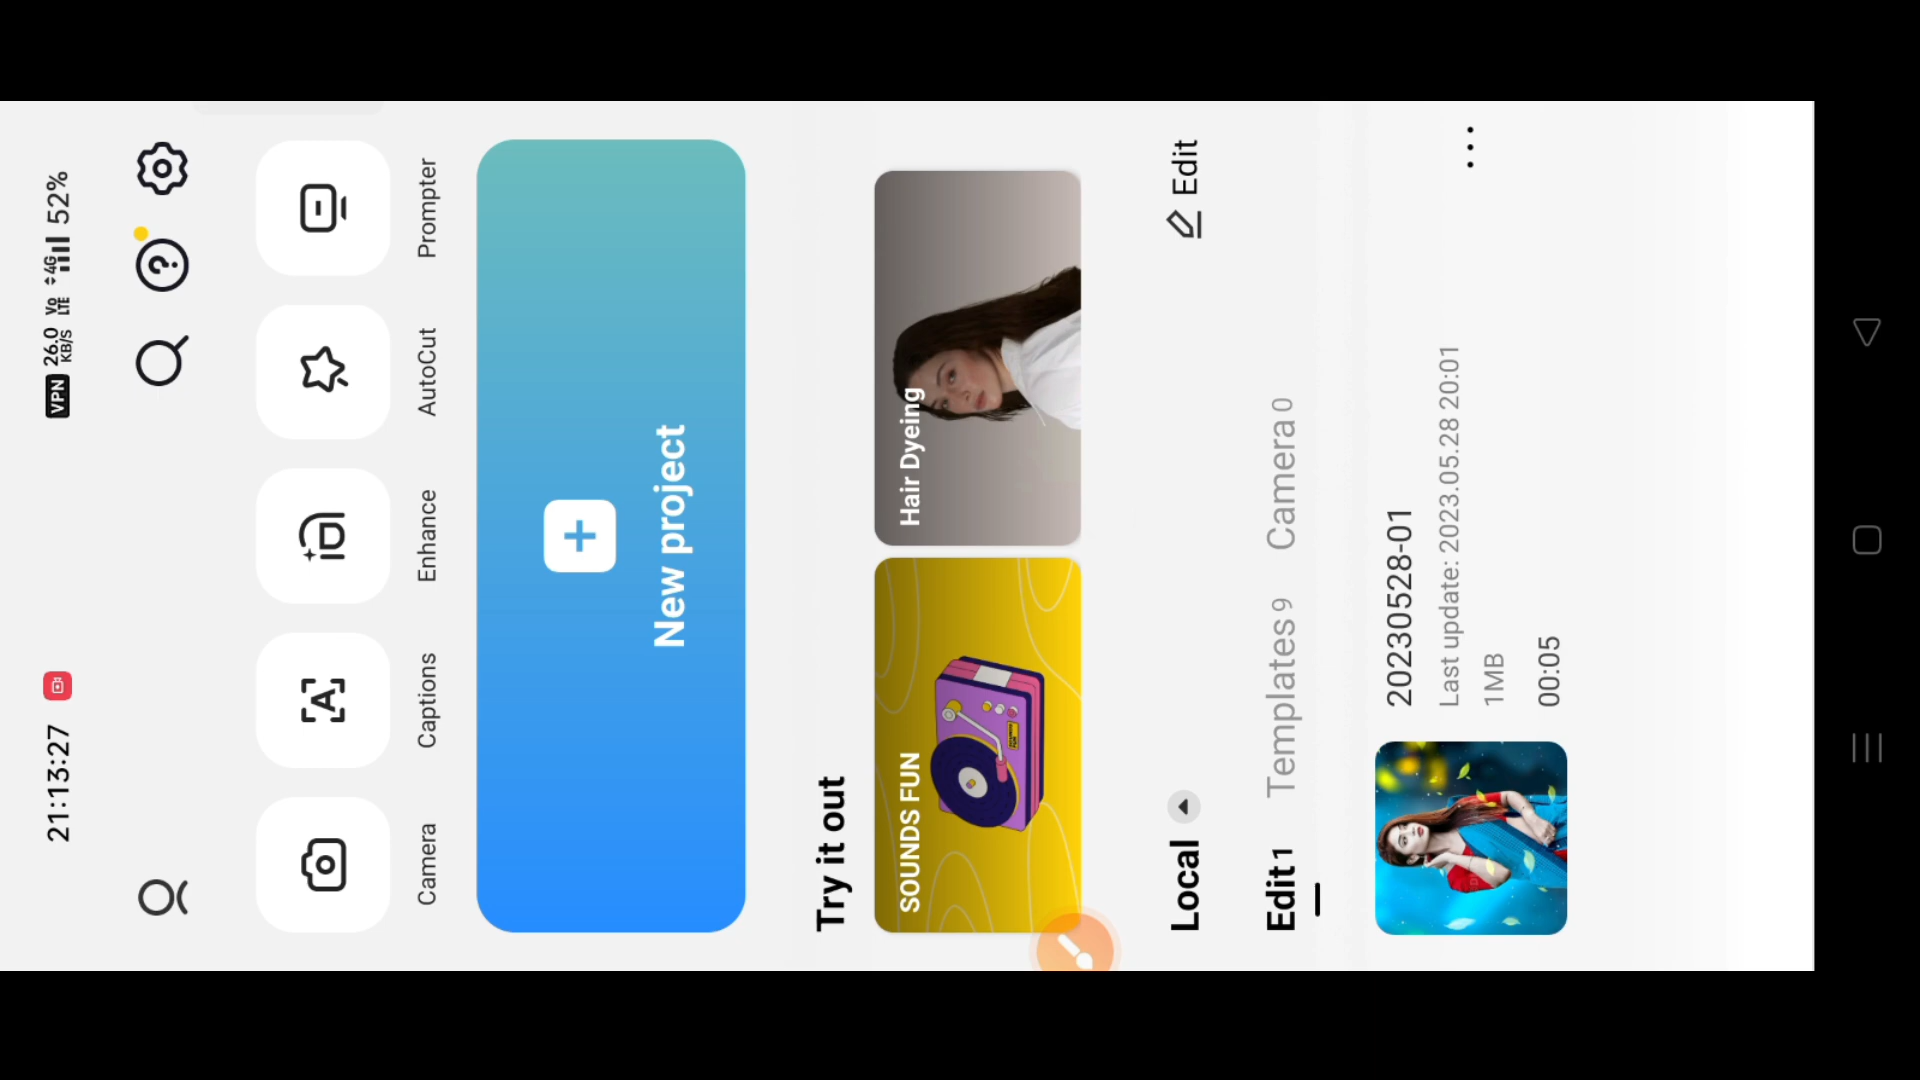 21:13:27 VPN 26.0 KB/S Vo LTE 4G 52%
Camera Captions Enhance AutoCut Prompter
New project
Try it out
SOUNDS FUN Hair Dyeing
Local Edit
Edit 1 Templates 9 Camera 0
20230528-01
Last update: 2023.05.28 20:01
1MB
00:05